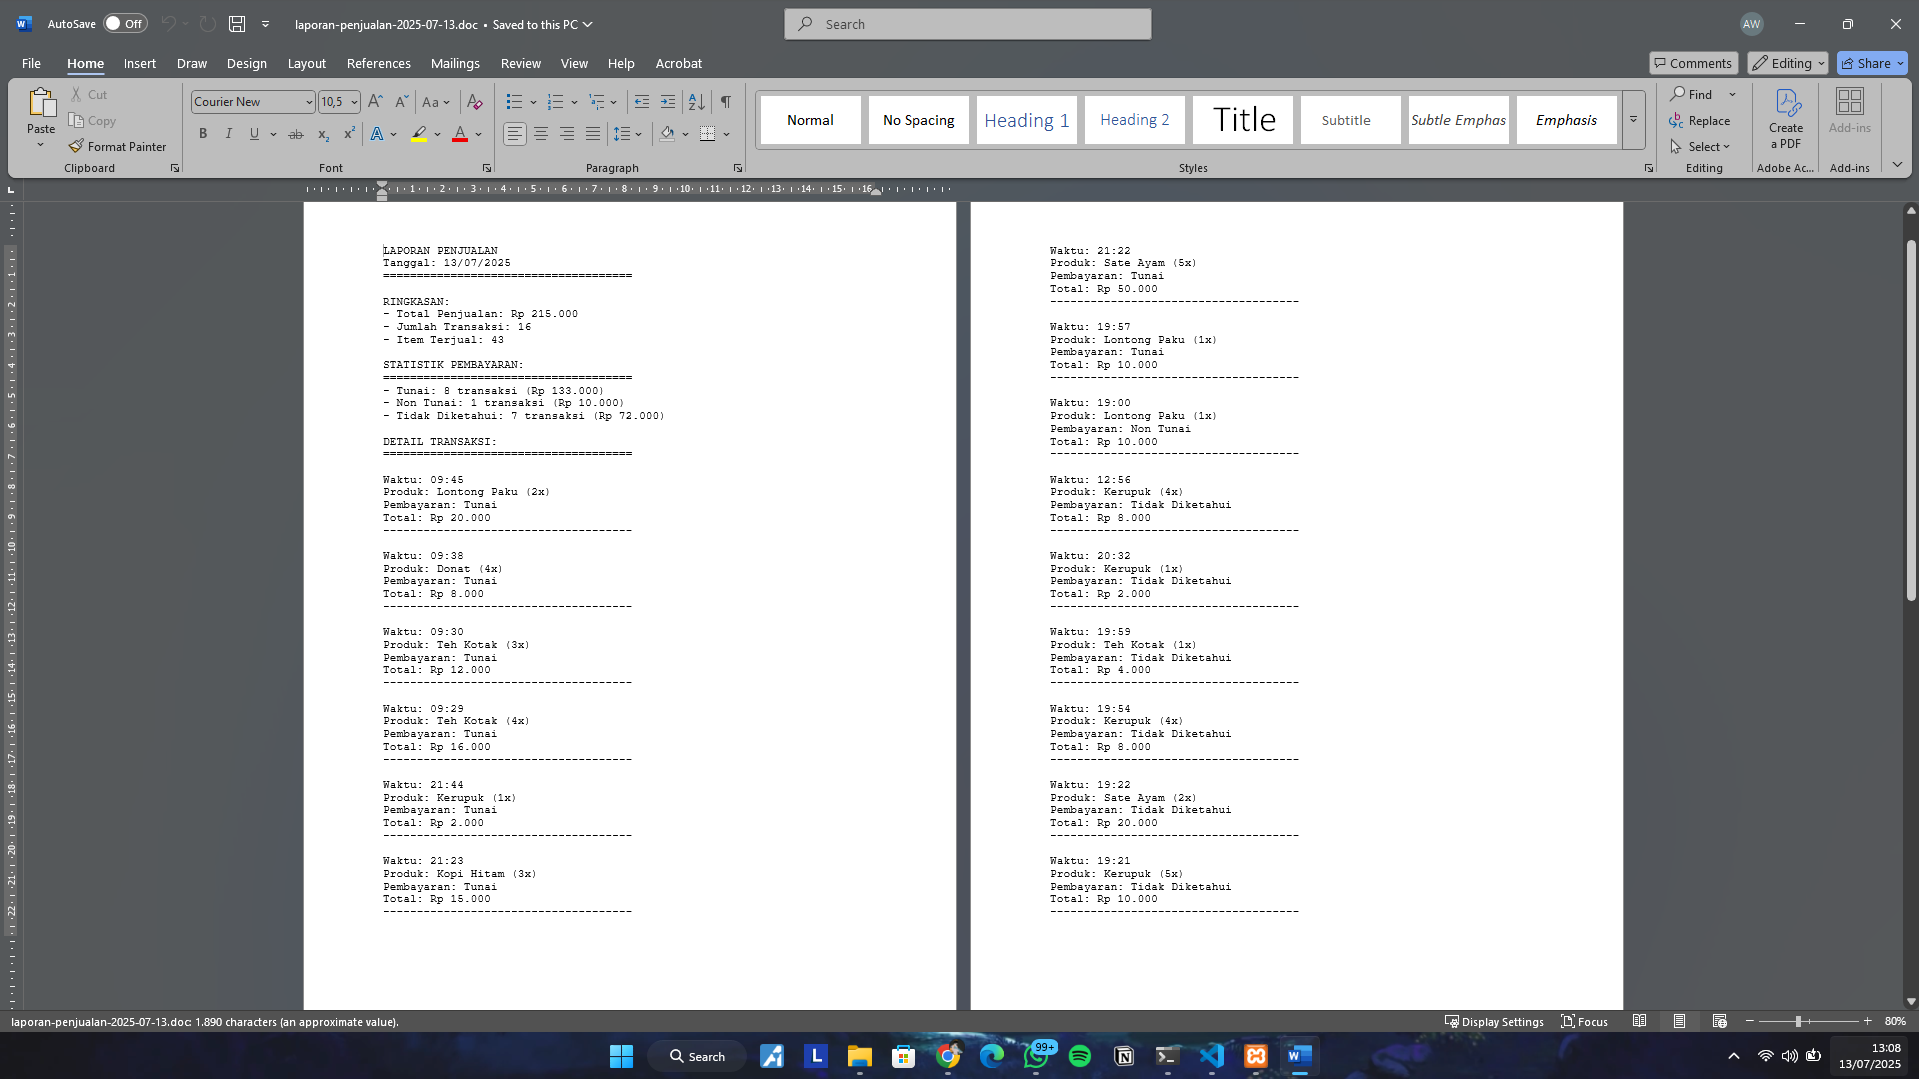 AutoSave Off laporan-penjualan-2025-07-13.doc • Saved to this PC Search AW
File Home Insert Draw Design Layout References Mailings Review View Help Acrobat Comments Editing Share
Paste Cut Copy Format Painter Clipboard
Courier New 10,5 Font
Paragraph
Normal No Spacing Heading 1 Heading 2 Title Subtitle Subtle Emphas Emphasis Styles
Find Replace Select Editing
Create a PDF Adobe Ac...
Add-ins Add-ins
LAPORAN PENJUALAN
Tanggal: 13/07/2025
=====================================
RINGKASAN:
- Total Penjualan: Rp 215.000
- Jumlah Transaksi: 16
- Item Terjual: 43
STATISTIK PEMBAYARAN:
=====================================
- Tunai: 8 transaksi (Rp 133.000)
- Non Tunai: 1 transaksi (Rp 10.000)
- Tidak Diketahui: 7 transaksi (Rp 72.000)
DETAIL TRANSAKSI:
=====================================
Waktu: 09:45
Produk: Lontong Paku (2x)
Pembayaran: Tunai
Total: Rp 20.000
-------------------------------------
Waktu: 09:38
Produk: Donat (4x)
Pembayaran: Tunai
Total: Rp 8.000
-------------------------------------
Waktu: 09:30
Produk: Teh Kotak (3x)
Pembayaran: Tunai
Total: Rp 12.000
-------------------------------------
Waktu: 09:29
Produk: Teh Kotak (4x)
Pembayaran: Tunai
Total: Rp 16.000
-------------------------------------
Waktu: 21:44
Produk: Kerupuk (1x)
Pembayaran: Tunai
Total: Rp 2.000
-------------------------------------
Waktu: 21:23
Produk: Kopi Hitam (3x)
Pembayaran: Tunai
Total: Rp 15.000
-------------------------------------
Waktu: 21:22
Produk: Sate Ayam (5x)
Pembayaran: Tunai
Total: Rp 50.000
-------------------------------------
Waktu: 19:57
Produk: Lontong Paku (1x)
Pembayaran: Tunai
Total: Rp 10.000
-------------------------------------
Waktu: 19:00
Produk: Lontong Paku (1x)
Pembayaran: Non Tunai
Total: Rp 10.000
-------------------------------------
Waktu: 12:56
Produk: Kerupuk (4x)
Pembayaran: Tidak Diketahui
Total: Rp 8.000
-------------------------------------
Waktu: 20:32
Produk: Kerupuk (1x)
Pembayaran: Tidak Diketahui
Total: Rp 2.000
-------------------------------------
Waktu: 19:59
Produk: Teh Kotak (1x)
Pembayaran: Tidak Diketahui
Total: Rp 4.000
-------------------------------------
Waktu: 19:54
Produk: Kerupuk (4x)
Pembayaran: Tidak Diketahui
Total: Rp 8.000
-------------------------------------
Waktu: 19:22
Produk: Sate Ayam (2x)
Pembayaran: Tidak Diketahui
Total: Rp 20.000
-------------------------------------
Waktu: 19:21
Produk: Kerupuk (5x)
Pembayaran: Tidak Diketahui
Total: Rp 10.000
-------------------------------------
laporan-penjualan-2025-07-13.doc: 1.890 characters (an approximate value). Display Settings Focus 80%
Search 99+ 13:08
13/07/2025